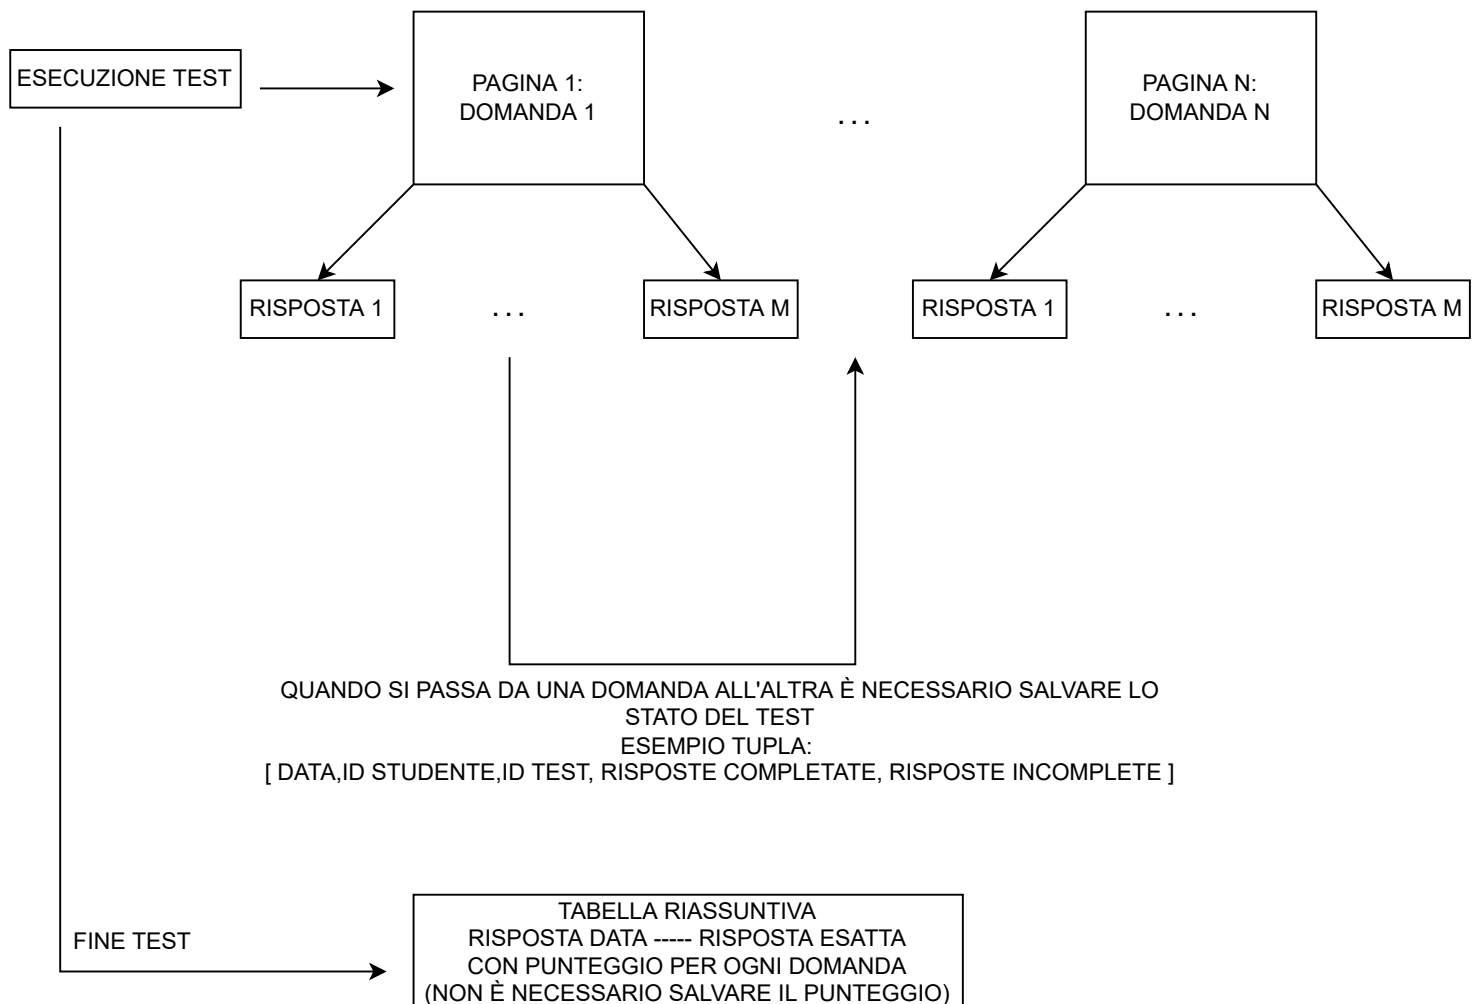 ESECUZIONE TEST
PAGINA 1:
DOMANDA 1
. . .
PAGINA N:
DOMANDA N
RISPOSTA 1
. . .
RISPOSTA M
RISPOSTA 1
. . .
RISPOSTA M
QUANDO SI PASSA DA UNA DOMANDA ALL'ALTRA È NECESSARIO SALVARE LO
STATO DEL TEST
ESEMPIO TUPLA:
[ DATA,ID STUDENTE,ID TEST, RISPOSTE COMPLETATE, RISPOSTE INCOMPLETE ]
FINE TEST
TABELLA RIASSUNTIVA
RISPOSTA DATA ----- RISPOSTA ESATTA
CON PUNTEGGIO PER OGNI DOMANDA
(NON È NECESSARIO SALVARE IL PUNTEGGIO)